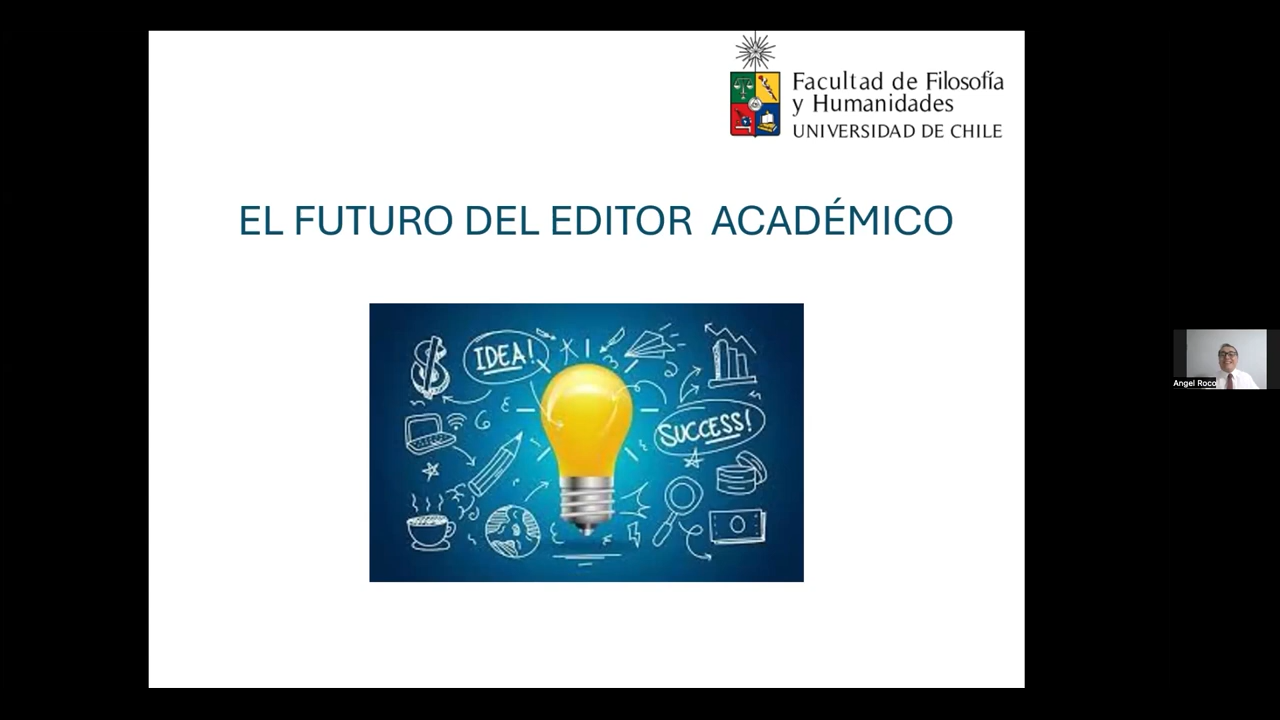 Facultad de Filosofía
y Humanidades
UNIVERSIDAD DE CHILE
EL FUTURO DEL EDITOR ACADÉMICO
IDEA!
SUCCESS!
Angel Roco